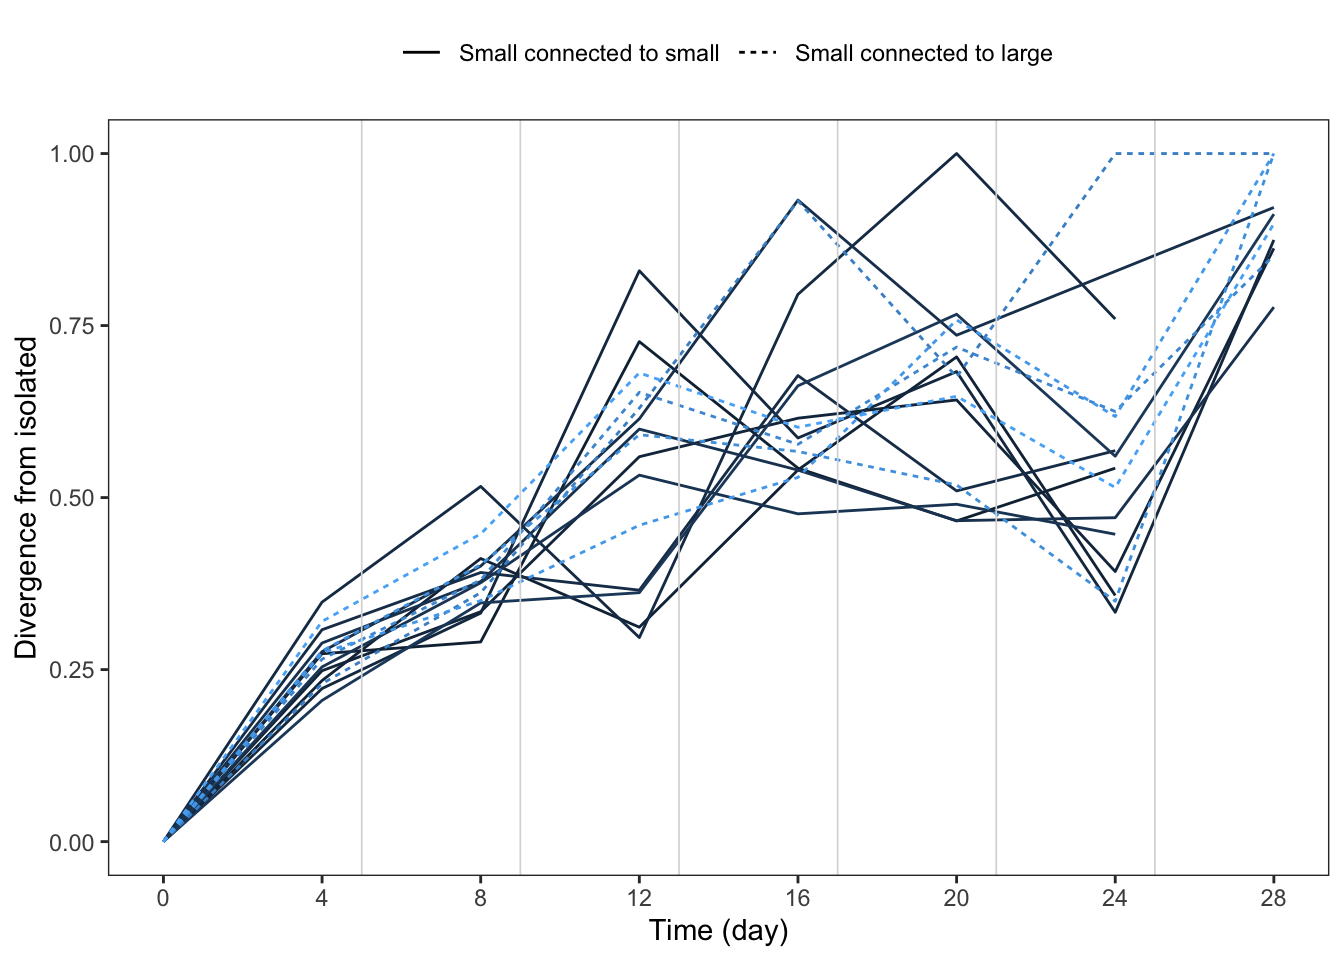 Small connected to small Small connected to large
Divergence from isolated
1.00
0.75
0.50
0.25
0.00
0 4 8 12 16 20 24 28
Time (day)